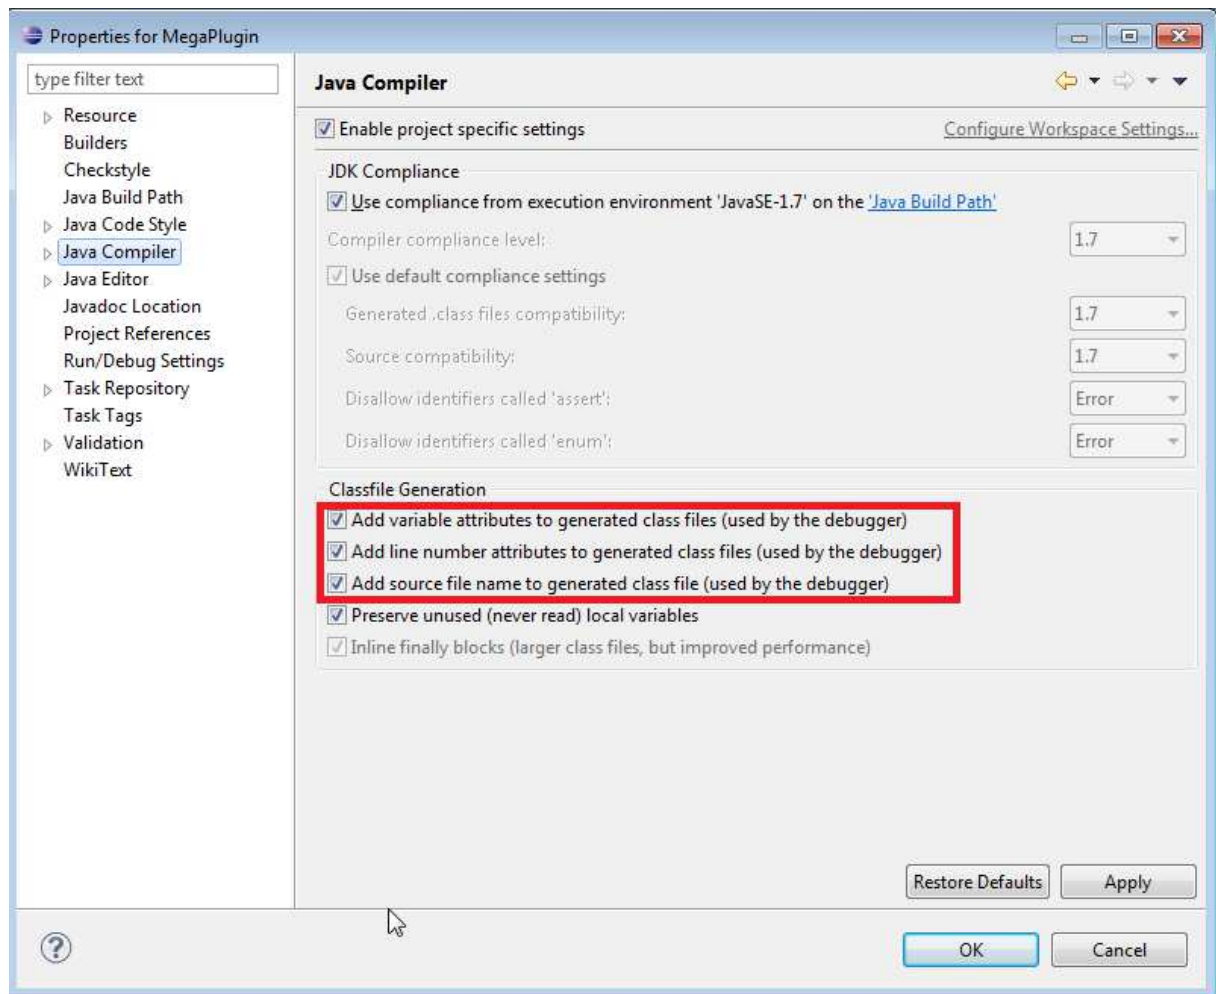 Properties for MegaPlugin
type filter text
Resource
Builders
Checkstyle
Java Build Path
Java Code Style
Java Compiler
Java Editor
Javadoc Location
Project References
Run/Debug Settings
Task Repository
Task Tags
Validation
WikiText
Java Compiler
Enable project specific settings
Configure Workspace Settings...
JDK Compliance
Use compliance from execution environment 'JavaSE-1.7' on the 'Java Build Path'
Compiler compliance level: 1.7
Use default compliance settings
Generated .class files compatibility: 1.7
Source compatibility: 1.7
Disallow identifiers called 'assert': Error
Disallow identifiers called 'enum': Error
Classfile Generation
Add variable attributes to generated class files (used by the debugger)
Add line number attributes to generated class files (used by the debugger)
Add source file name to generated class file (used by the debugger)
Preserve unused (never read) local variables
Inline finally blocks (larger class files, but improved performance)
Restore Defaults Apply
? OK Cancel